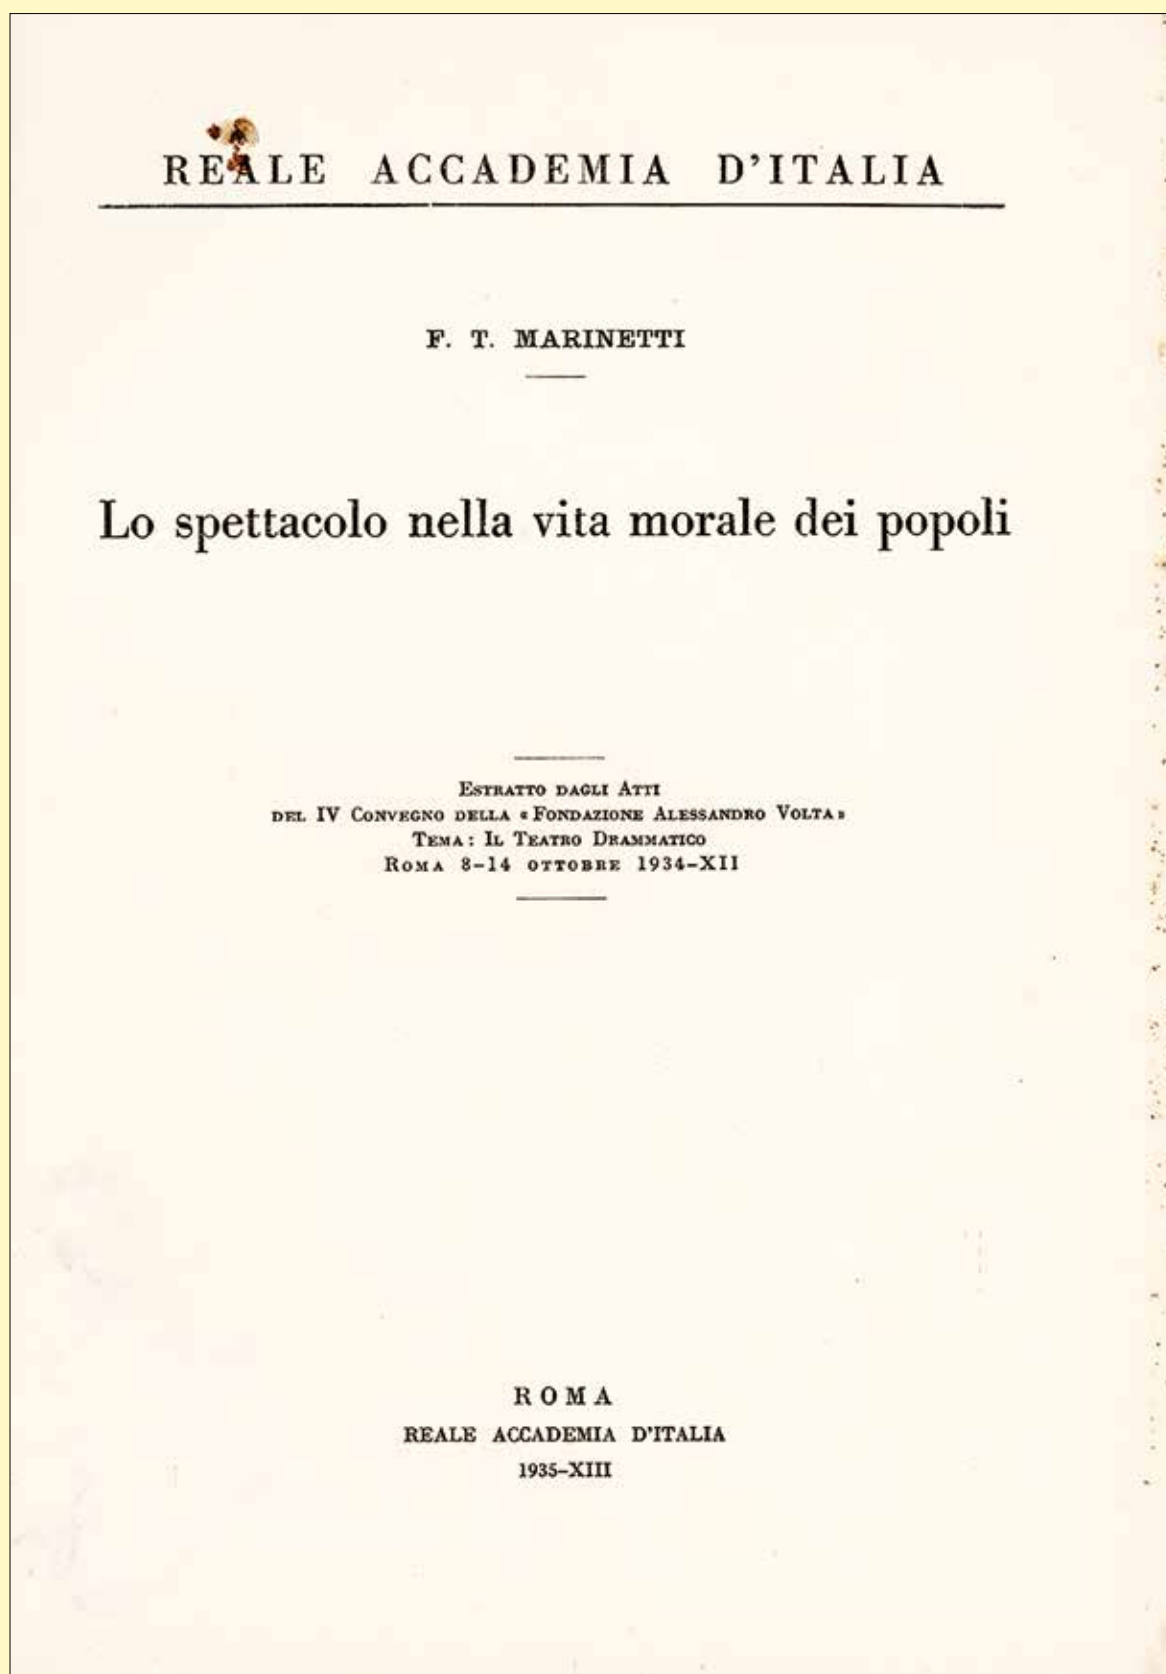 REALE ACCADEMIA D'ITALIA
F. T. MARINETTI
Lo spettacolo nella vita morale dei popoli
ESTRATTO DAGLI ATTI
DEL IV CONVEGNO DELLA «FONDAZIONE ALESSANDRO VOLTA»
TEMA: IL TEATRO DRAMMATICO
ROMA 8-14 OTTOBRE 1934-XII
ROMA
REALE ACCADEMIA D'ITALIA
1935-XIII